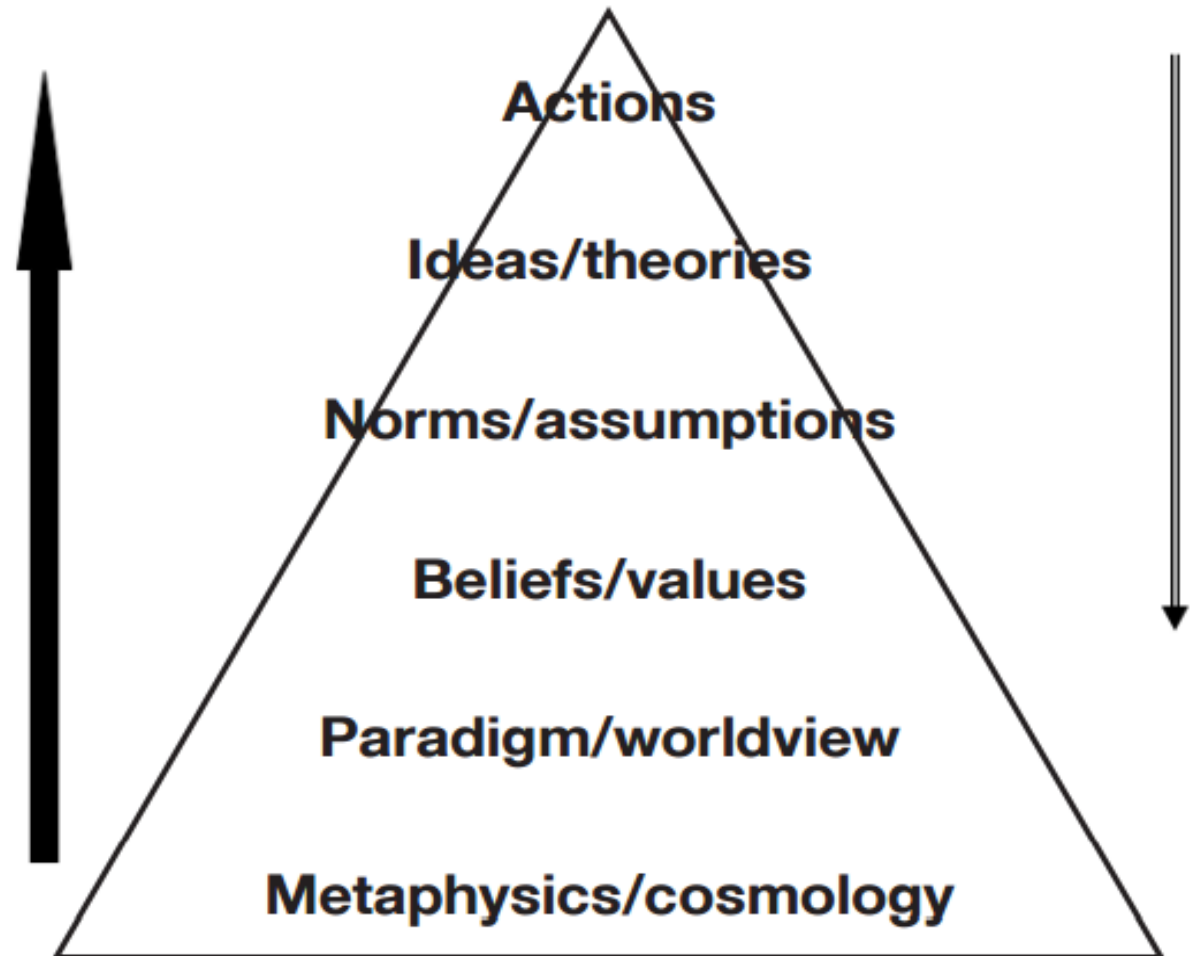 Actions
Ideas/theories
Norms/assumptions
Beliefs/values
Paradigm/worldview
Metaphysics/cosmology